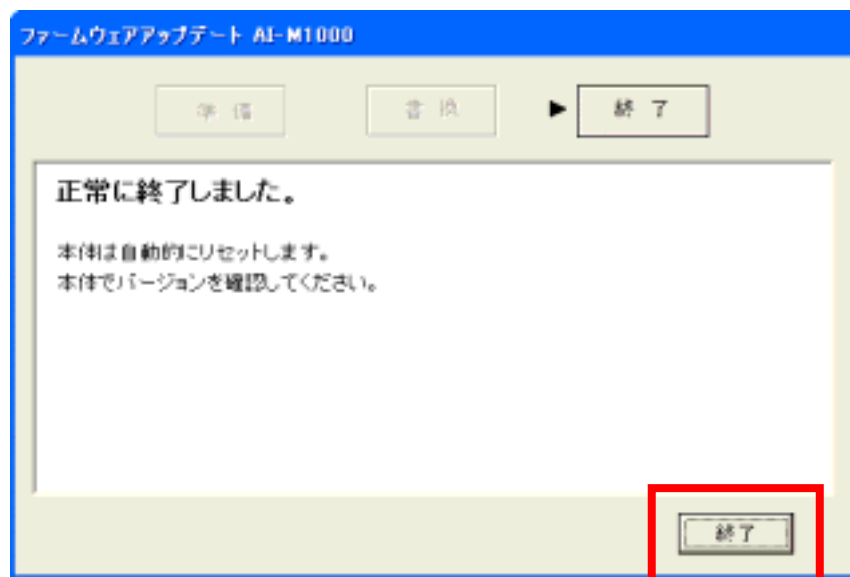 ファームウェアアップデート AI-M1000
準 備
書 換
▶ 終 了
正常に終了しました。
本体は自動的にリセットします。
本体でバージョンを確認してください。
終了